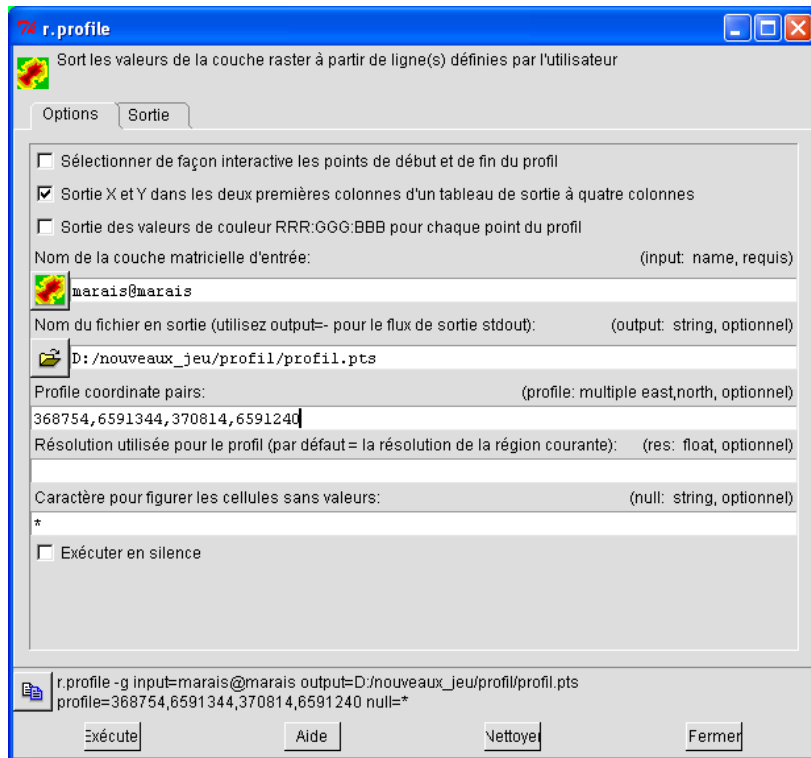 r.profile
Sort les valeurs de la couche raster à partir de ligne(s) définies par l'utilisateur
Options Sortie
Sélectionner de façon interactive les points de début et de fin du profil
Sortie X et Y dans les deux premières colonnes d'un tableau de sortie à quatre colonnes
Sortie des valeurs de couleur RRR:GGG:BBB pour chaque point du profil
Nom de la couche matricielle d'entrée: (input: name, requis)
marais@marais
Nom du fichier en sortie (utilisez output=- pour le flux de sortie stdout): (output: string, optionnel)
D:/nouveaux_jeu/profil/profil.pts
Profile coordinate pairs: (profile: multiple east,north, optionnel)
368754,6591344,370814,6591240
Résolution utilisée pour le profil (par défaut = la résolution de la région courante): (res: float, optionnel)
Caractère pour figurer les cellules sans valeurs: (null: string, optionnel)
*
Exécuter en silence
r.profile -g input=marais@marais output=D:/nouveaux_jeu/profil/profil.pts
profile=368754,6591344,370814,6591240 null=*
Exécute Aide Nettoyer Fermer